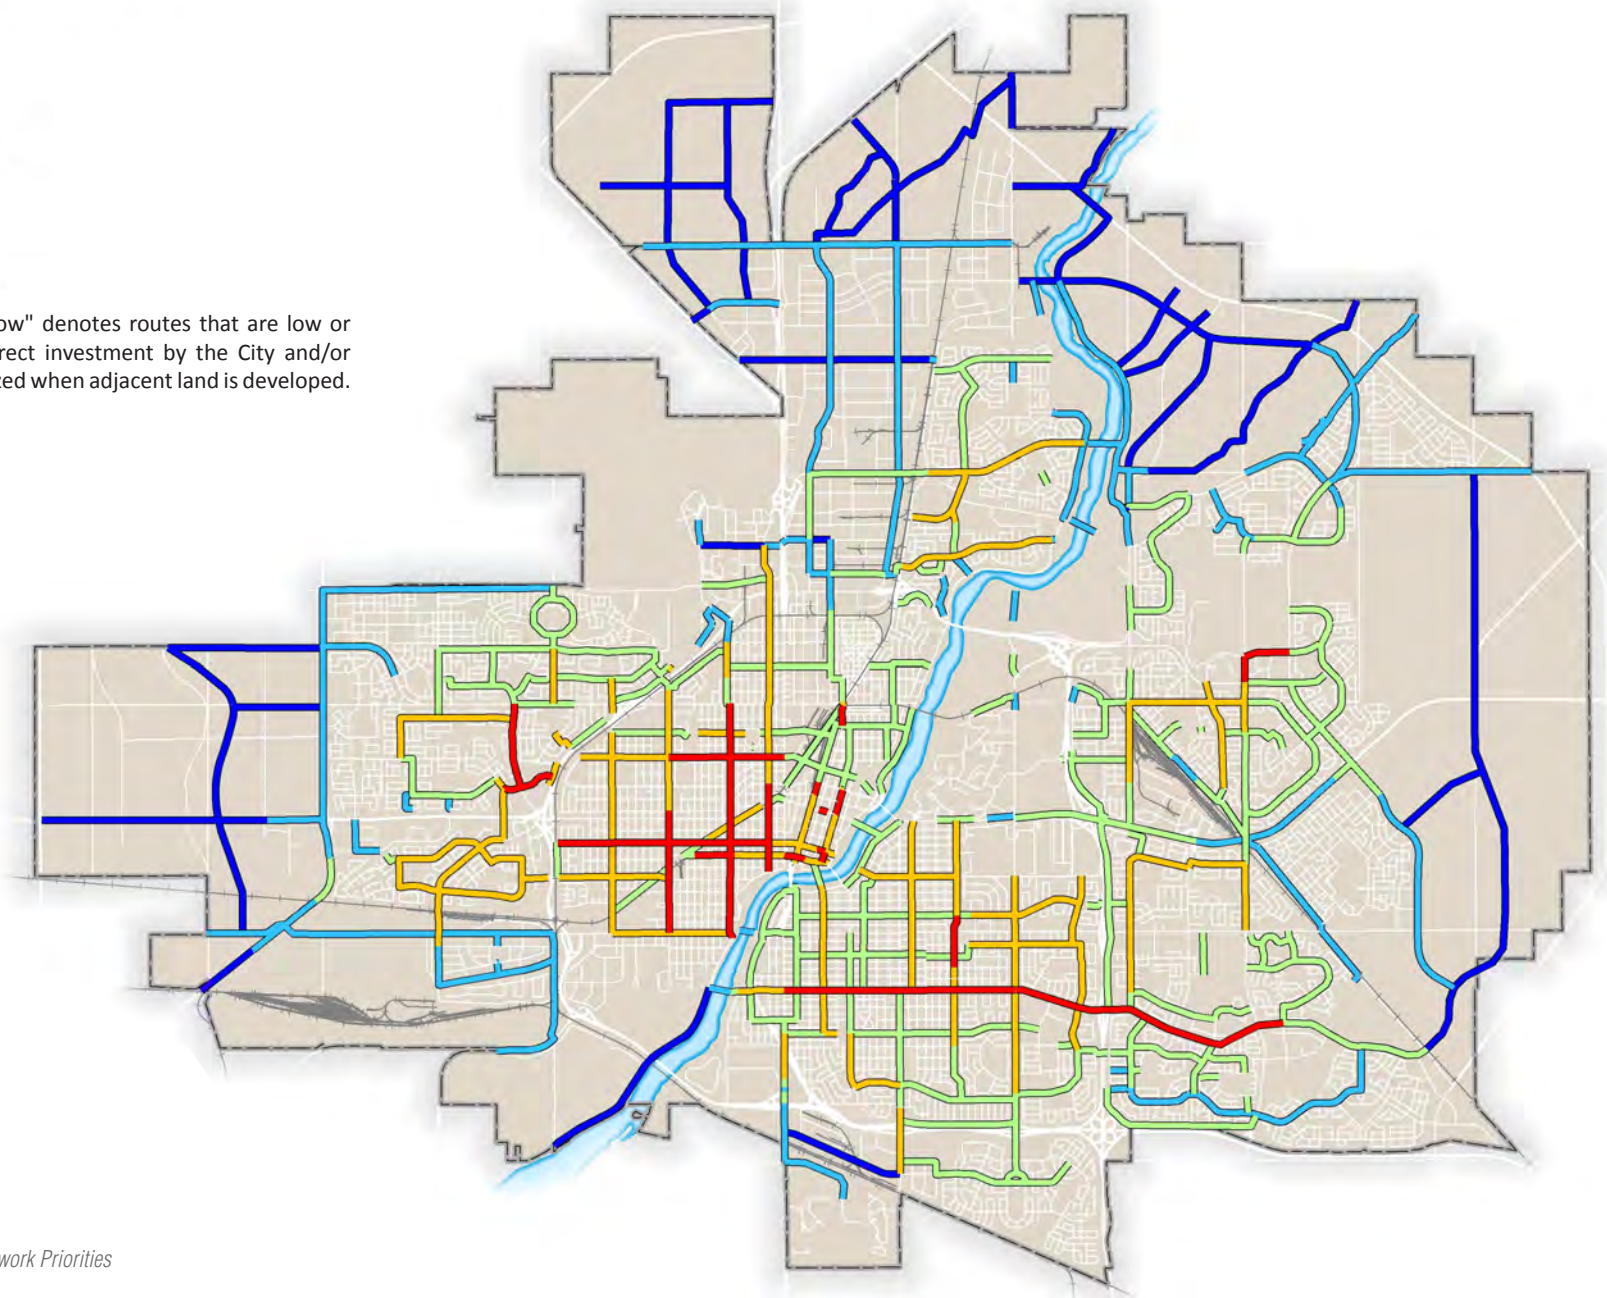 ow" denotes routes that are low or
rect investment by the City and/or
zed when adjacent land is developed.
work Priorities